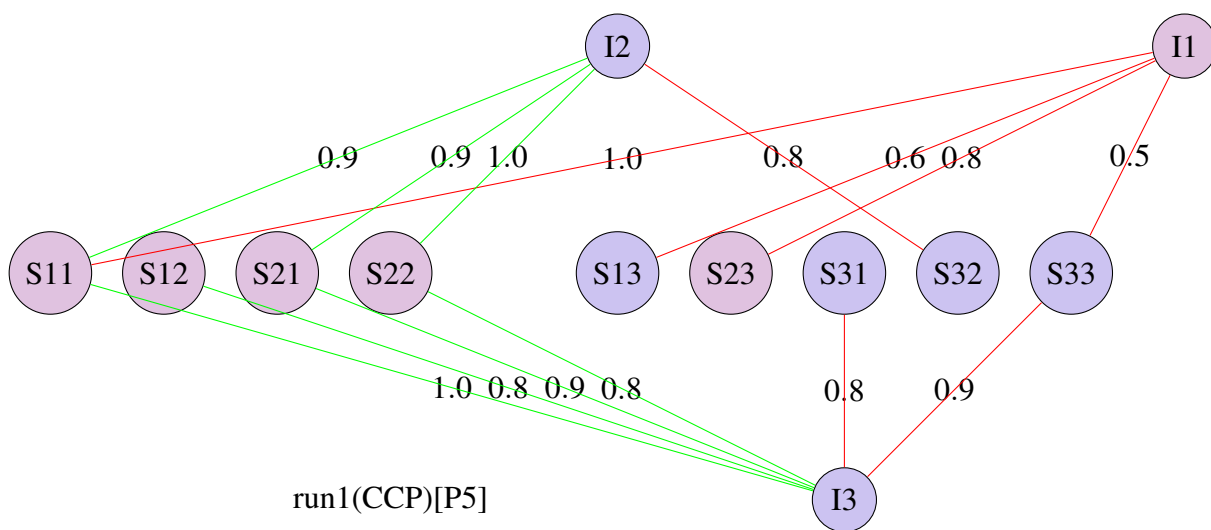 I2 I1
0.9 0.9 1.0 1.0 0.8 0.6 0.8 0.5
S11 S12 S21 S22 S13 S23 S31 S32 S33
1.0 0.8 0.9 0.8 0.8 0.9
run1(CCP)[P5] I3